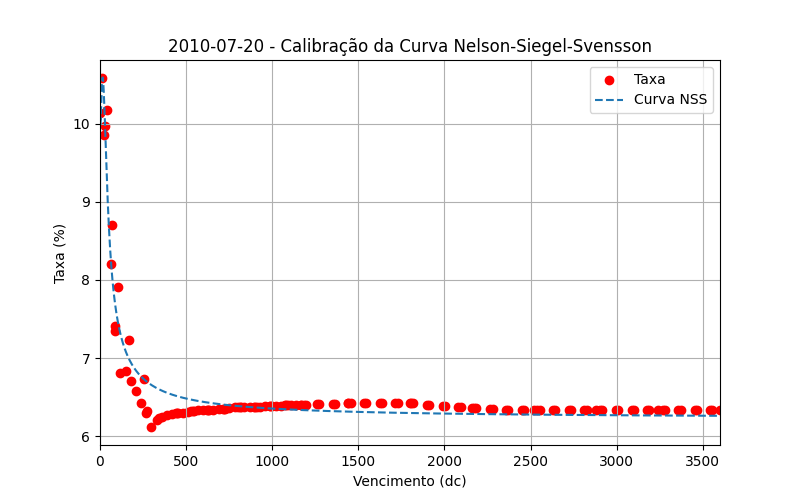 2010-07-20 - Calibração da Curva Nelson-Siegel-Svensson
Taxa
Curva NSS
Taxa (%)
10
9
8
7
6
0 500 1000 1500 2000 2500 3000 3500
Vencimento (dc)